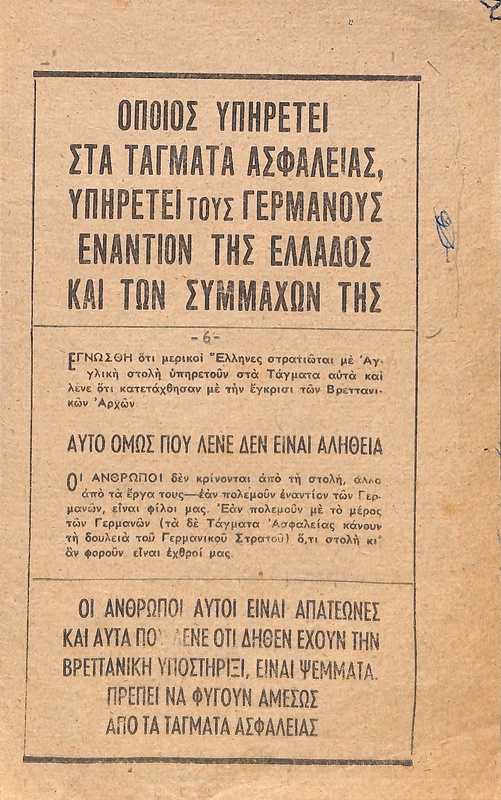 ΟΠΟΙΟΣ ΥΠΗΡΕΤΕΙ
ΣΤΑ ΤΑΓΜΑΤΑ ΑΣΦΑΛΕΙΑΣ,
ΥΠΗΡΕΤΕΙ ΤΟΥΣ ΓΕΡΜΑΝΟΥΣ
ΕΝΑΝΤΙΟΝ ΤΗΣ ΕΛΛΑΔΟΣ
ΚΑΙ ΤΩΝ ΣΥΜΜΑΧΩΝ ΤΗΣ
-6-
ΕΓΝΩΣΘΗ ὅτι μερικοὶ Ἕλληνες στρατιῶται μὲ Ἀγ-
γλικὴ στολὴ ὑπηρετοῦν στὰ Τάγματα αὐτὰ καὶ
λένε ὅτι κατετάχθησαν μὲ τὴν ἔγκρισι τῶν Βρεττανι-
κῶν Ἀρχῶν
ΑΥΤΟ ΟΜΩΣ ΠΟΥ ΛΕΝΕ ΔΕΝ ΕΙΝΑΙ ΑΛΗΘΕΙΑ
ΟΙ ΑΝΘΡΩΠΟΙ δὲν κρίνονται ἀπὸ τὴ στολή, ἀλλὰ
ἀπὸ τὰ ἔργα τους—ἐὰν πολεμοῦν ἐναντίον τῶν Γερ-
μανῶν, εἶναι φίλοι μας. Ἐὰν πολεμοῦν μὲ τὸ μέρος
τῶν Γερμανῶν (τὰ δὲ Τάγματα Ἀσφαλείας κάνουν
τὴ δουλειὰ τοῦ Γερμανικοῦ Στρατοῦ) ὅ,τι στολὴ κι'
ἂν φοροῦν εἶναι ἐχθροί μας.
ΟΙ ΑΝΘΡΩΠΟΙ ΑΥΤΟΙ ΕΙΝΑΙ ΑΠΑΤΕΩΝΕΣ
ΚΑΙ ΑΥΤΑ ΠΟΥ ΛΕΝΕ ΟΤΙ ΔΗΘΕΝ ΕΧΟΥΝ ΤΗΝ
ΒΡΕΤΤΑΝΙΚΗ ΥΠΟΣΤΗΡΙΞΙ, ΕΙΝΑΙ ΨΕΜΜΑΤΑ.
ΠΡΕΠΕΙ ΝΑ ΦΥΓΟΥΝ ΑΜΕΣΩΣ
ΑΠΟ ΤΑ ΤΑΓΜΑΤΑ ΑΣΦΑΛΕΙΑΣ